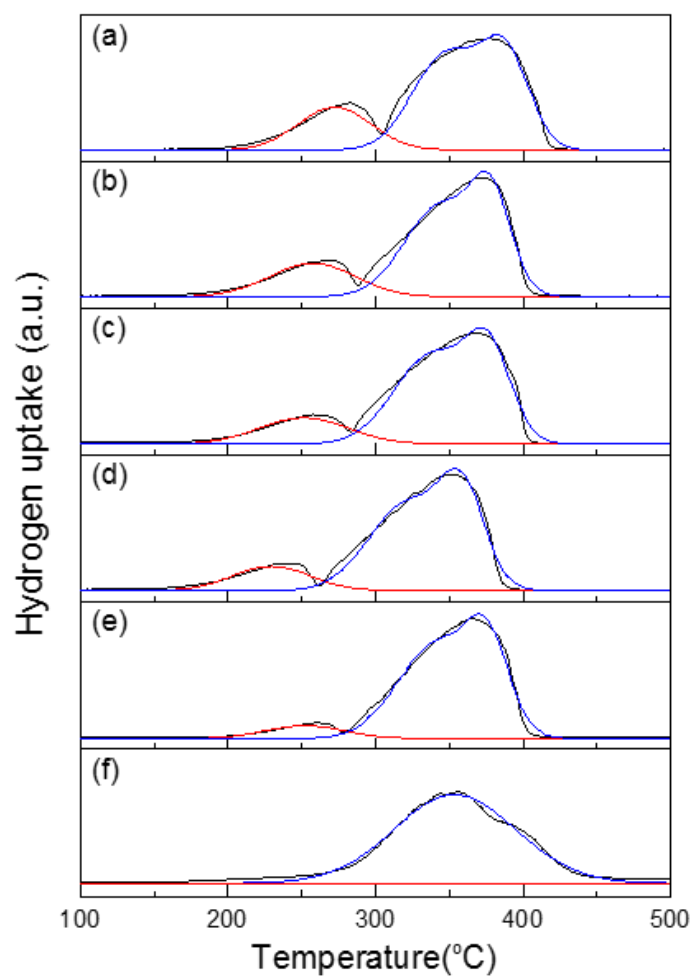 (a)
(b)
(c)
(d)
(e)
(f)
Hydrogen uptake (a.u.)
100 200 300 400 500
Temperature(°C)